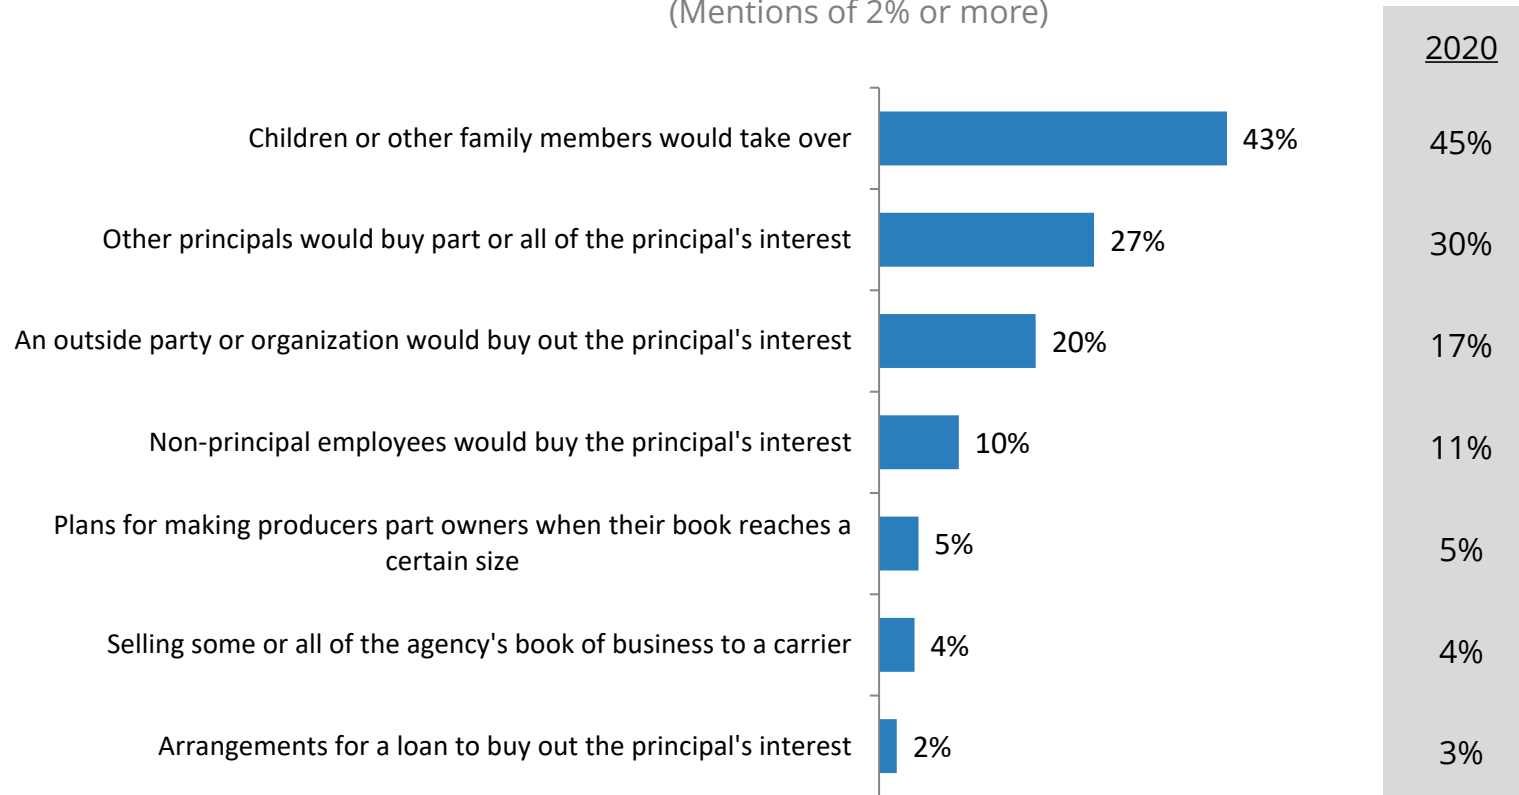 (Mentions of 2% or more)
2020
Children or other family members would take over 43% 45%
Other principals would buy part or all of the principal's interest 27% 30%
An outside party or organization would buy out the principal's interest 20% 17%
Non-principal employees would buy the principal's interest 10% 11%
Plans for making producers part owners when their book reaches a
certain size 5% 5%
Selling some or all of the agency's book of business to a carrier 4% 4%
Arrangements for a loan to buy out the principal's interest 2% 3%